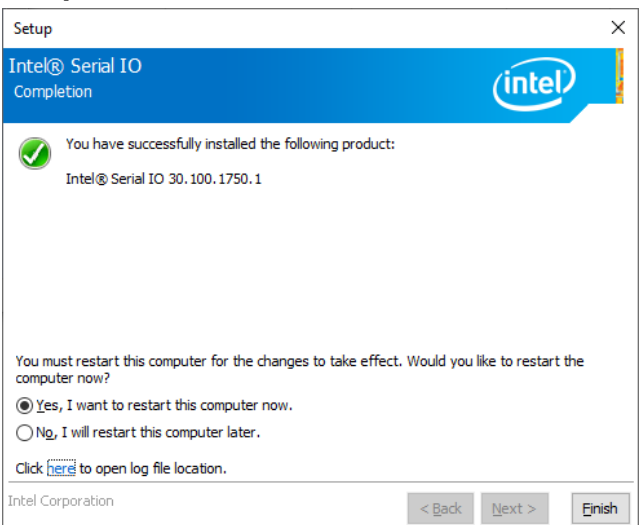 Setup
Intel® Serial IO
Completion
intel
You have successfully installed the following product:
Intel® Serial IO 30.100.1750.1
You must restart this computer for the changes to take effect. Would you like to restart the
computer now?
Yes, I want to restart this computer now.
No, I will restart this computer later.
Click here to open log file location.
Intel Corporation
< Back Next > Finish